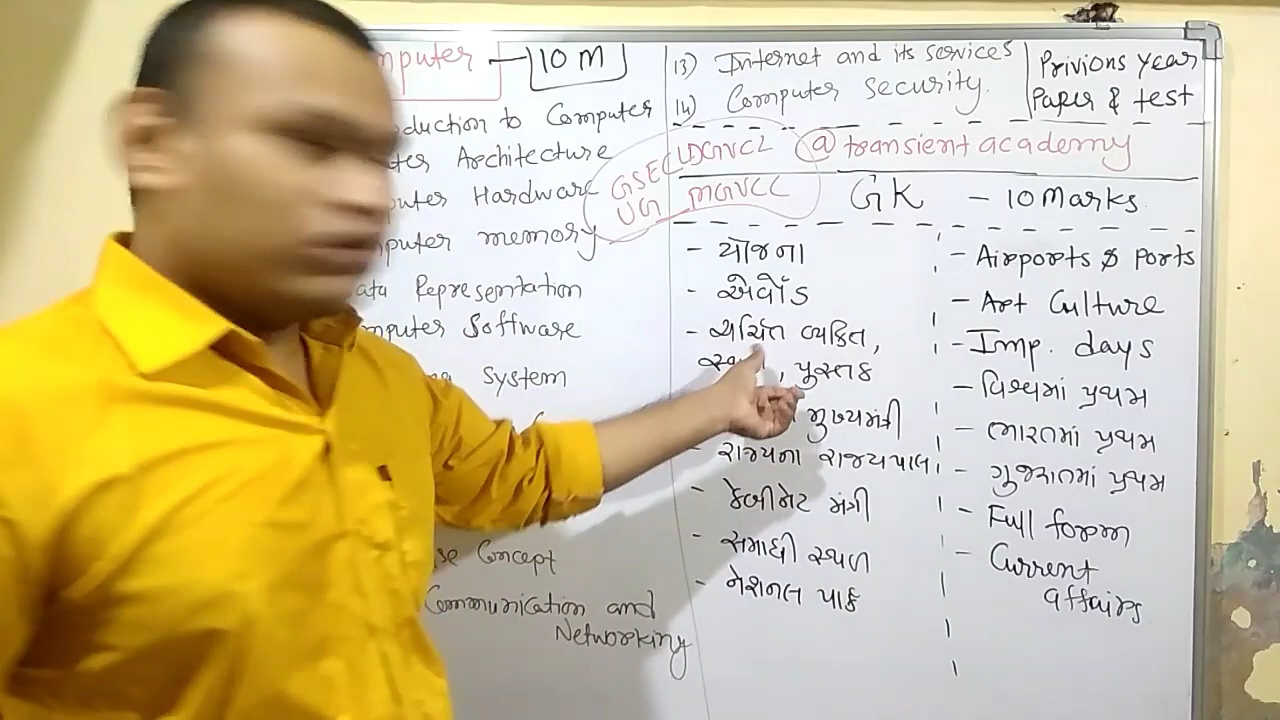 mputer — 10 M
duction to Computer
ter Architecture
puter Hardware
puter memory
ata Representation
mputer Software
System
se Concept
Communication and
Networking
13) Internet and its services
14) Computer security.
Privions year
Paper & test
GSEC UDGVCL
UG MGVCL
@ transient academy
GK - 10 Marks
- યોજના
- એવોર્ડ
- ચર્ચિત વ્યકિત,
, પુસ્તક
મુખ્યમંત્રી
- રાજ્યના રાજ્યપાલ
- કેબીનેટ મંત્રી
- સમાધી સ્થળ
- નેશનલ પાર્ક
- Airports & ports
- Art Culture
- Imp. days
- વિશ્વમાં પ્રથમ
- ભારતમાં પ્રથમ
- ગુજરાતમાં પ્રથમ
- Full form
- Current
affairs